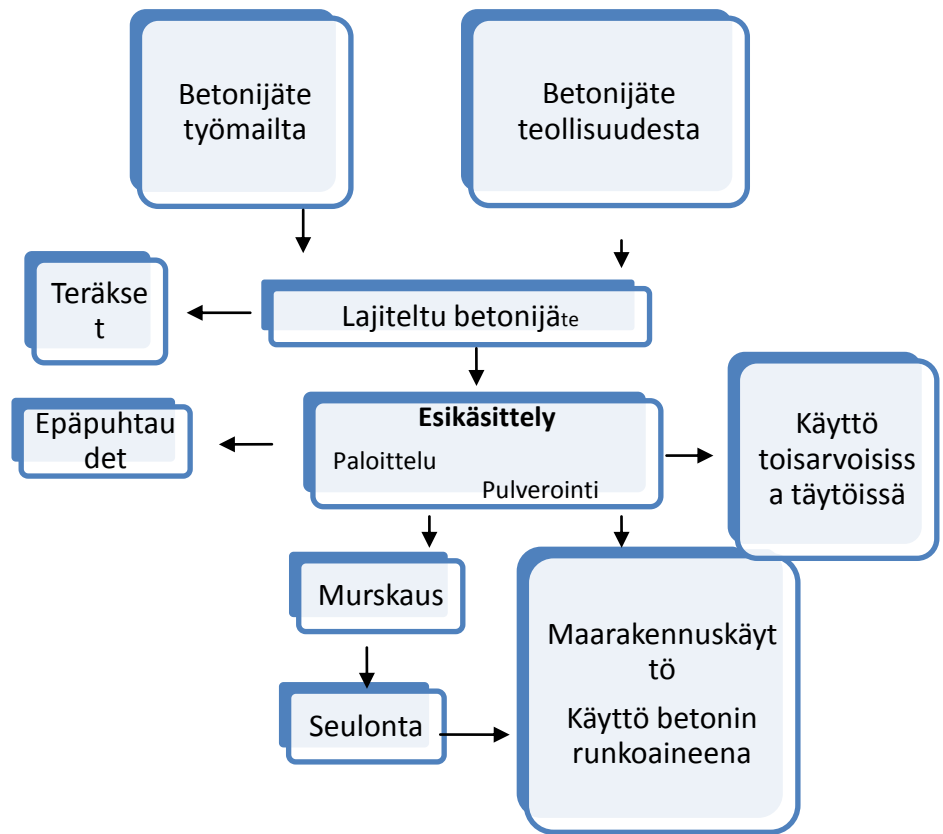 Betonijäte
työmailta
Betonijäte
teollisuudesta
Teräkse
t
Lajiteltu betonijäte
Epäpuhtau
det
Esikäsittely
Paloittelu
Pulverointi
Käyttö
toisarvoisiss
a täytöissä
Murskaus
Seulonta
Maarakennuskäyt
tö
Käyttö betonin
runkoaineena